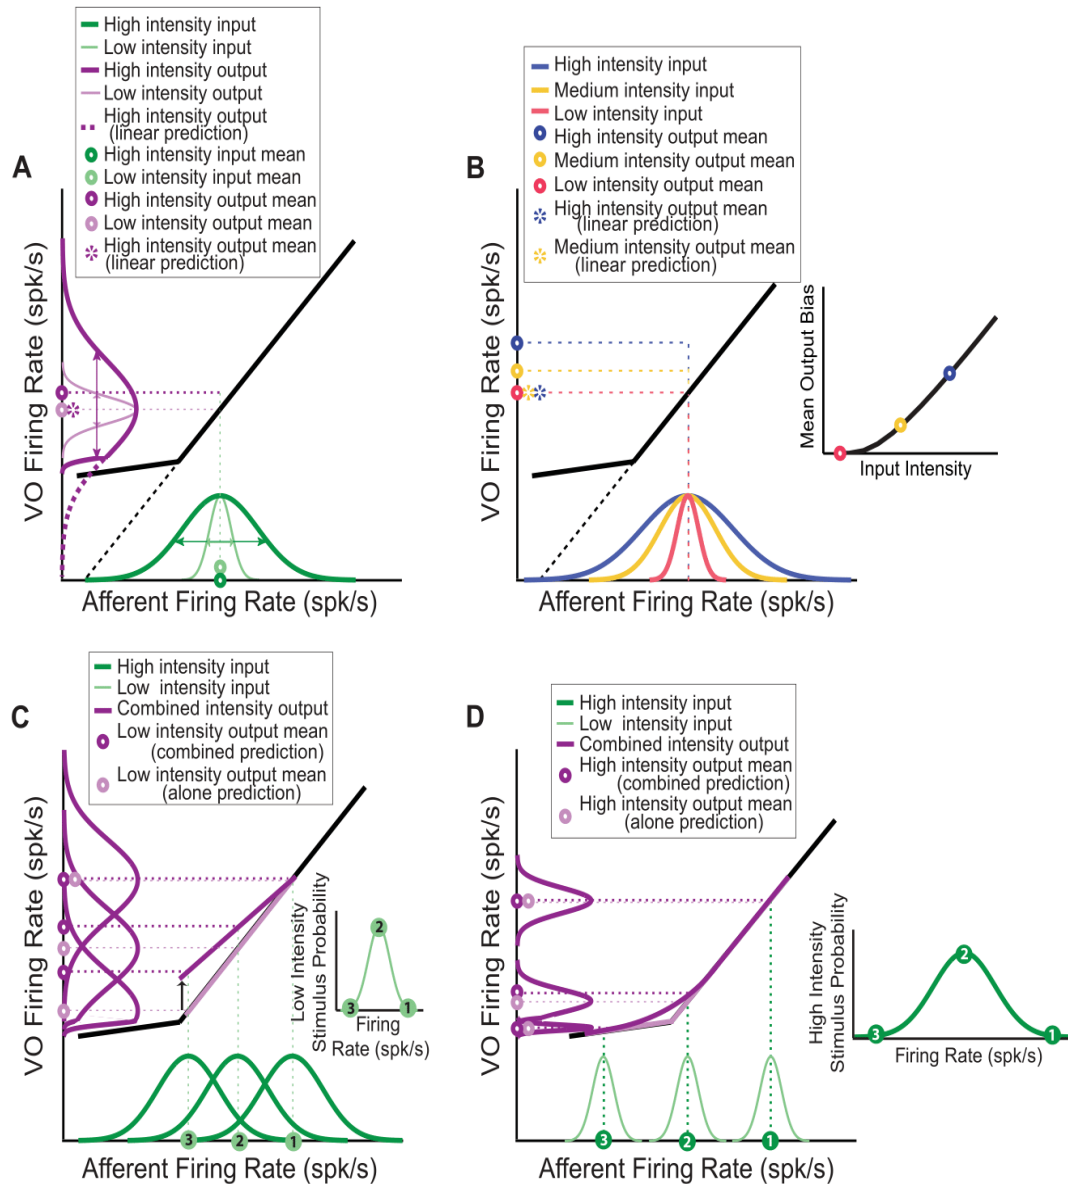 A
High intensity input
Low intensity input
High intensity output
Low intensity output
High intensity output
(linear prediction)
High intensity input mean
Low intensity input mean
High intensity output mean
Low intensity output mean
High intensity output mean
(linear prediction)
VO Firing Rate (spk/s)
Afferent Firing Rate (spk/s)
B
High intensity input
Medium intensity input
Low intensity input
High intensity output mean
Medium intensity output mean
Low intensity output mean
High intensity output mean
(linear prediction)
Medium intensity output mean
(linear prediction)
VO Firing Rate (spk/s)
Afferent Firing Rate (spk/s)
Mean Output Bias
Input Intensity
C
High intensity input
Low intensity input
Combined intensity output
Low intensity output mean
(combined prediction)
Low intensity output mean
(alone prediction)
VO Firing Rate (spk/s)
3
2
1
Afferent Firing Rate (spk/s)
Low Intensity
Stimulus Probability
2
3
1
Firing
Rate (spk/s)
D
High intensity input
Low intensity input
Combined intensity output
High intensity output mean
(combined prediction)
High intensity output mean
(alone prediction)
VO Firing Rate (spk/s)
3
2
1
Afferent Firing Rate (spk/s)
High Intensity
Stimulus Probability
2
3
1
Firing Rate (spk/s)